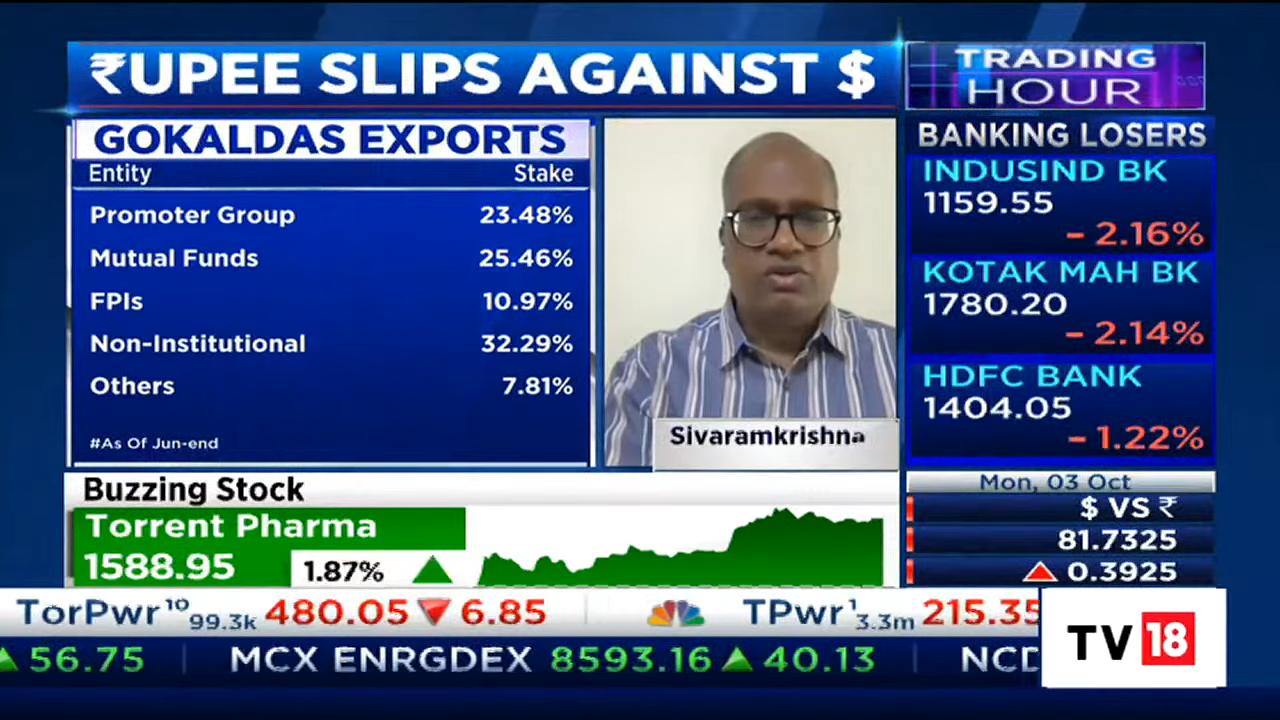 ₹UPEE SLIPS AGAINST $
TRADING
HOUR
GOKALDAS EXPORTS
Entity Stake
Promoter Group 23.48%
Mutual Funds 25.46%
FPIs 10.97%
Non-Institutional 32.29%
Others 7.81%
#As Of Jun-end
Sivaramkrishna
BANKING LOSERS
INDUSIND BK
1159.55
– 2.16%
KOTAK MAH BK
1780.20
– 2.14%
HDFC BANK
1404.05
– 1.22%
Mon, 03 Oct
$ VS ₹
81.7325
▲ 0.3925
Buzzing Stock
Torrent Pharma
1588.95 1.87% ▲
TorPwr 10 99.3k 480.05 ▼ 6.85 TPwr 1 3.3m 215.35
▲ 56.75 MCX ENRGDEX 8593.16 ▲ 40.13 NCD
TV18